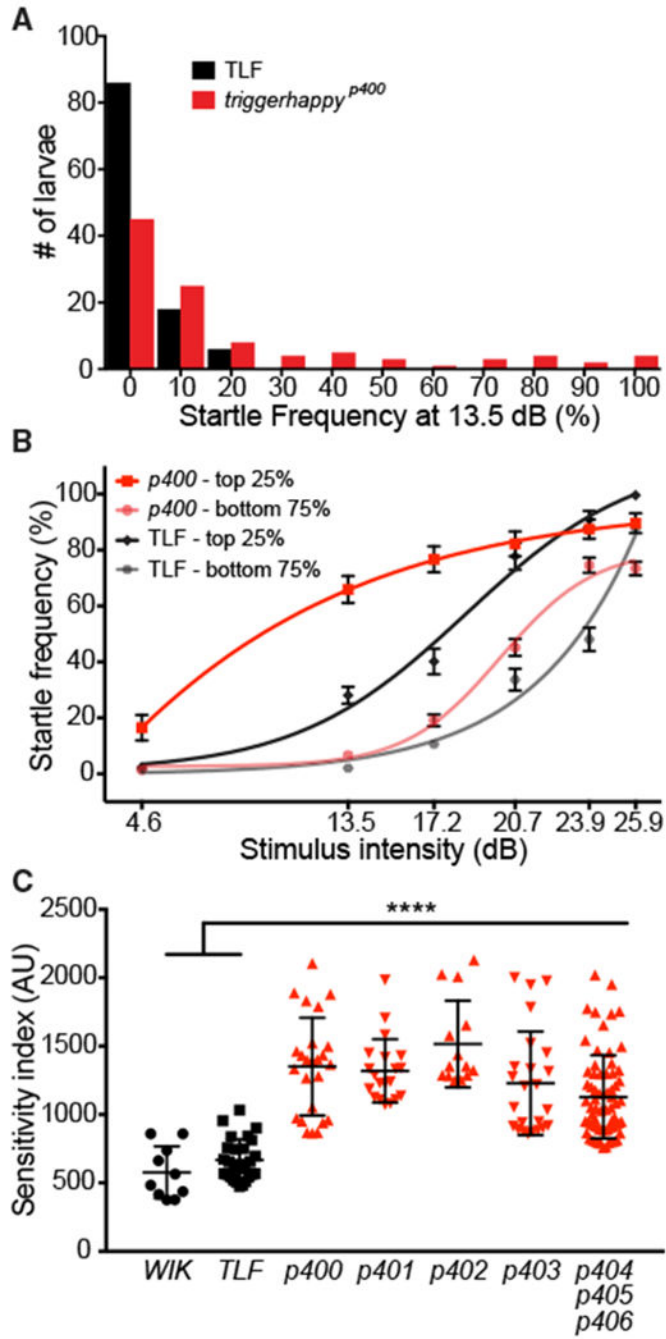 A
100
80
60
40
20
0
# of larvae
TLF
triggerhappy p400
0 10 20 30 40 50 60 70 80 90 100
Startle Frequency at 13.5 dB (%)
B
100
80
60
40
20
0
Startle frequency (%)
p400 - top 25%
p400 - bottom 75%
TLF - top 25%
TLF - bottom 75%
4.6 13.5 17.2 20.7 23.9 25.9
Stimulus intensity (dB)
C
2500
2000
1500
1000
500
0
Sensitivity index (AU)
****
WIK TLF p400 p401 p402 p403 p404
p405
p406